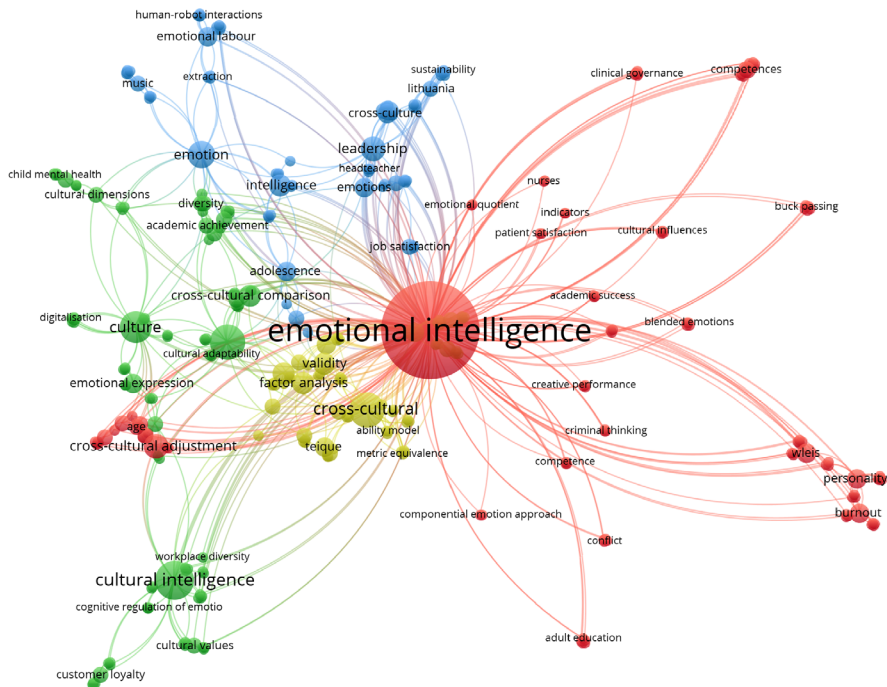 human-robot interactions
emotional labour
sustainability
clinical governance
competences
extraction
music
lithuania
cross-culture
leadership
emotion
headteacher
child mental health
nurses
intelligence
emotions
cultural dimensions
diversity
emotional quotient
buck passing
indicators
academic achievement
patient satisfaction
cultural influences
job satisfaction
adolescence
cross-cultural comparison
academic success
digitalisation
culture
emotional intelligence
blended emotions
cultural adaptability
validity
emotional expression
factor analysis
creative performance
cross-cultural
age
ability model
criminal thinking
cross-cultural adjustment
teique
metric equivalence
wleis
competence
personality
burnout
componential emotion approach
conflict
workplace diversity
cultural intelligence
cognitive regulation of emotio
adult education
cultural values
customer loyalty